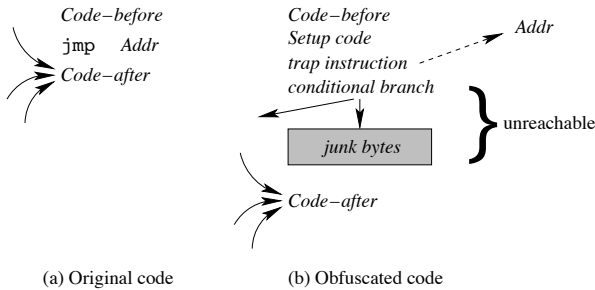 Code−before
jmp Addr
Code−after
(a) Original code
Code−before
Setup code
trap instruction
conditional branch
Addr
unreachable
junk bytes
Code−after
(b) Obfuscated code